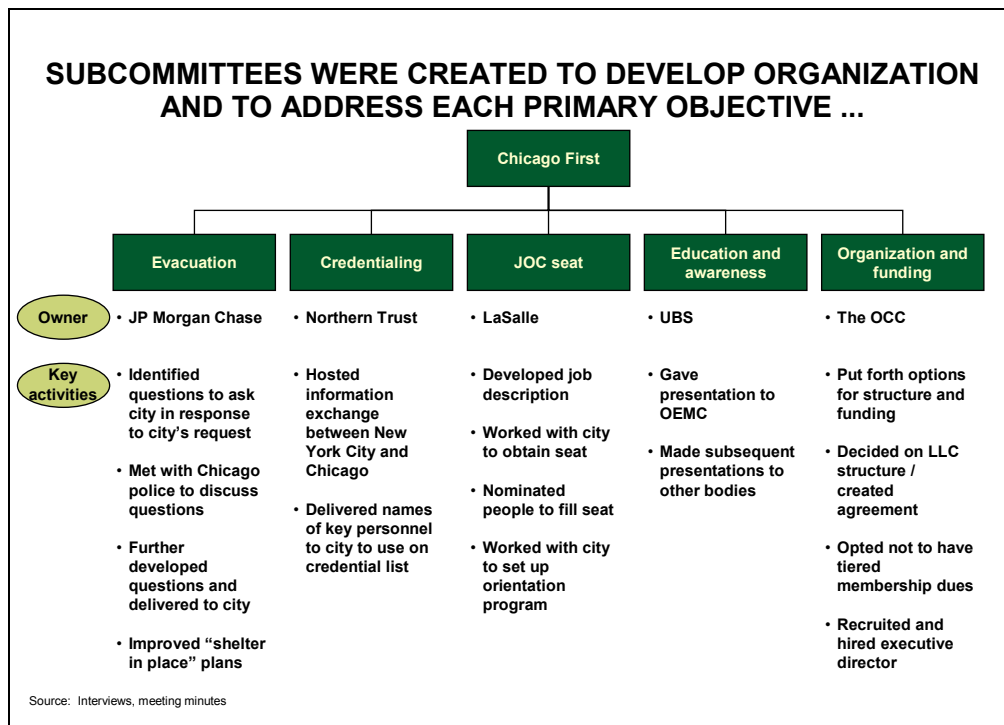 SUBCOMMITTEES WERE CREATED TO DEVELOP ORGANIZATION
AND TO ADDRESS EACH PRIMARY OBJECTIVE ...
Chicago First
Evacuation
Credentialing
JOC seat
Education and
awareness
Organization and
funding
Owner
• JP Morgan Chase
• Northern Trust
• LaSalle
• UBS
• The OCC
Key
activities
• Identified
questions to ask
city in response
to city's request
• Met with Chicago
police to discuss
questions
• Further
developed
questions and
delivered to city
• Improved “shelter
in place” plans
• Hosted
information
exchange
between New
York City and
Chicago
• Delivered names
of key personnel
to city to use on
credential list
• Developed job
description
• Worked with city
to obtain seat
• Nominated
people to fill seat
• Worked with city
to set up
orientation
program
• Gave
presentation to
OEMC
• Made subsequent
presentations to
other bodies
• Put forth options
for structure and
funding
• Decided on LLC
structure /
created
agreement
• Opted not to have
tiered
membership dues
• Recruited and
hired executive
director
Source: Interviews, meeting minutes